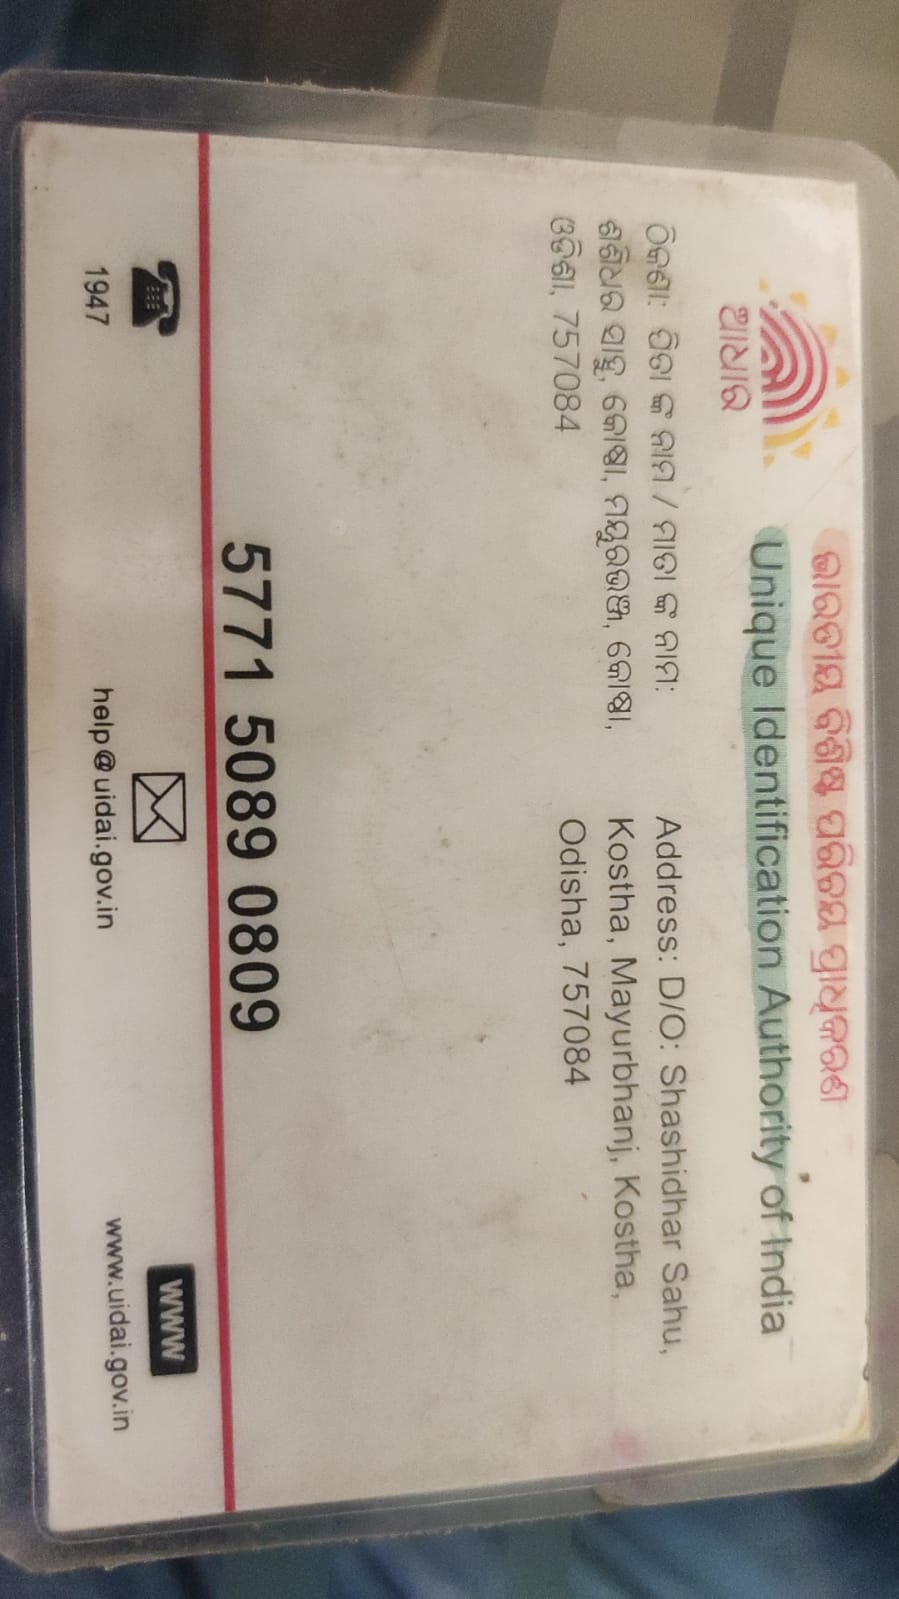 ଭାରତୀୟ ବିଶିଷ୍ଟ ପରିଚୟ ପ୍ରାଧିକରଣ
Unique Identification Authority of India
ଆଧାର
ଠିକଣା: ପିତା ଙ୍କ ନାମ / ମାତା ଙ୍କ ନାମ:
ଶଶିଧର ସାହୁ, କୋସ୍ଥା, ମୟୂରଭଞ୍ଜ, କୋସ୍ଥା,
ଓଡିଶା, 757084
Address: D/O: Shashidhar Sahu,
Kostha, Mayurbhanj, Kostha,
Odisha, 757084
5771 5089 0809
1947
help@uidai.gov.in
WWW
www.uidai.gov.in